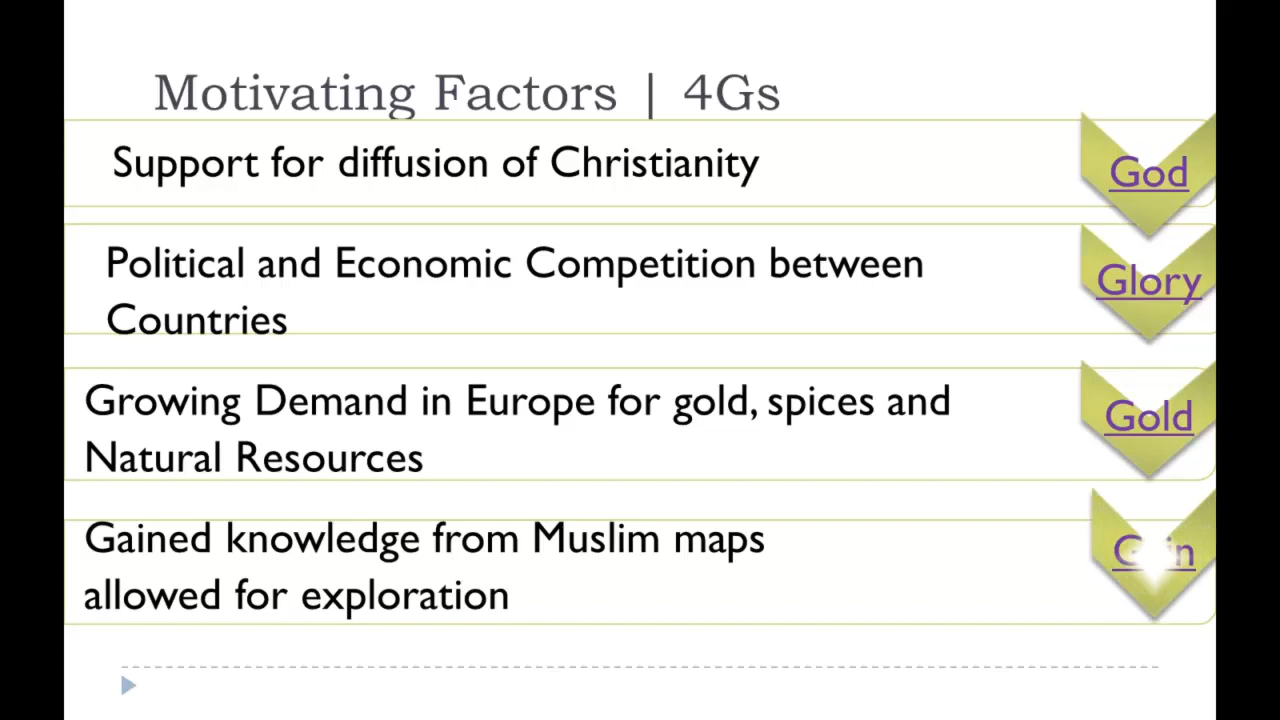 Motivating Factors | 4Gs
Support for diffusion of Christianity
God
Political and Economic Competition between
Countries
Glory
Growing Demand in Europe for gold, spices and
Natural Resources
Gold
Gained knowledge from Muslim maps
allowed for exploration